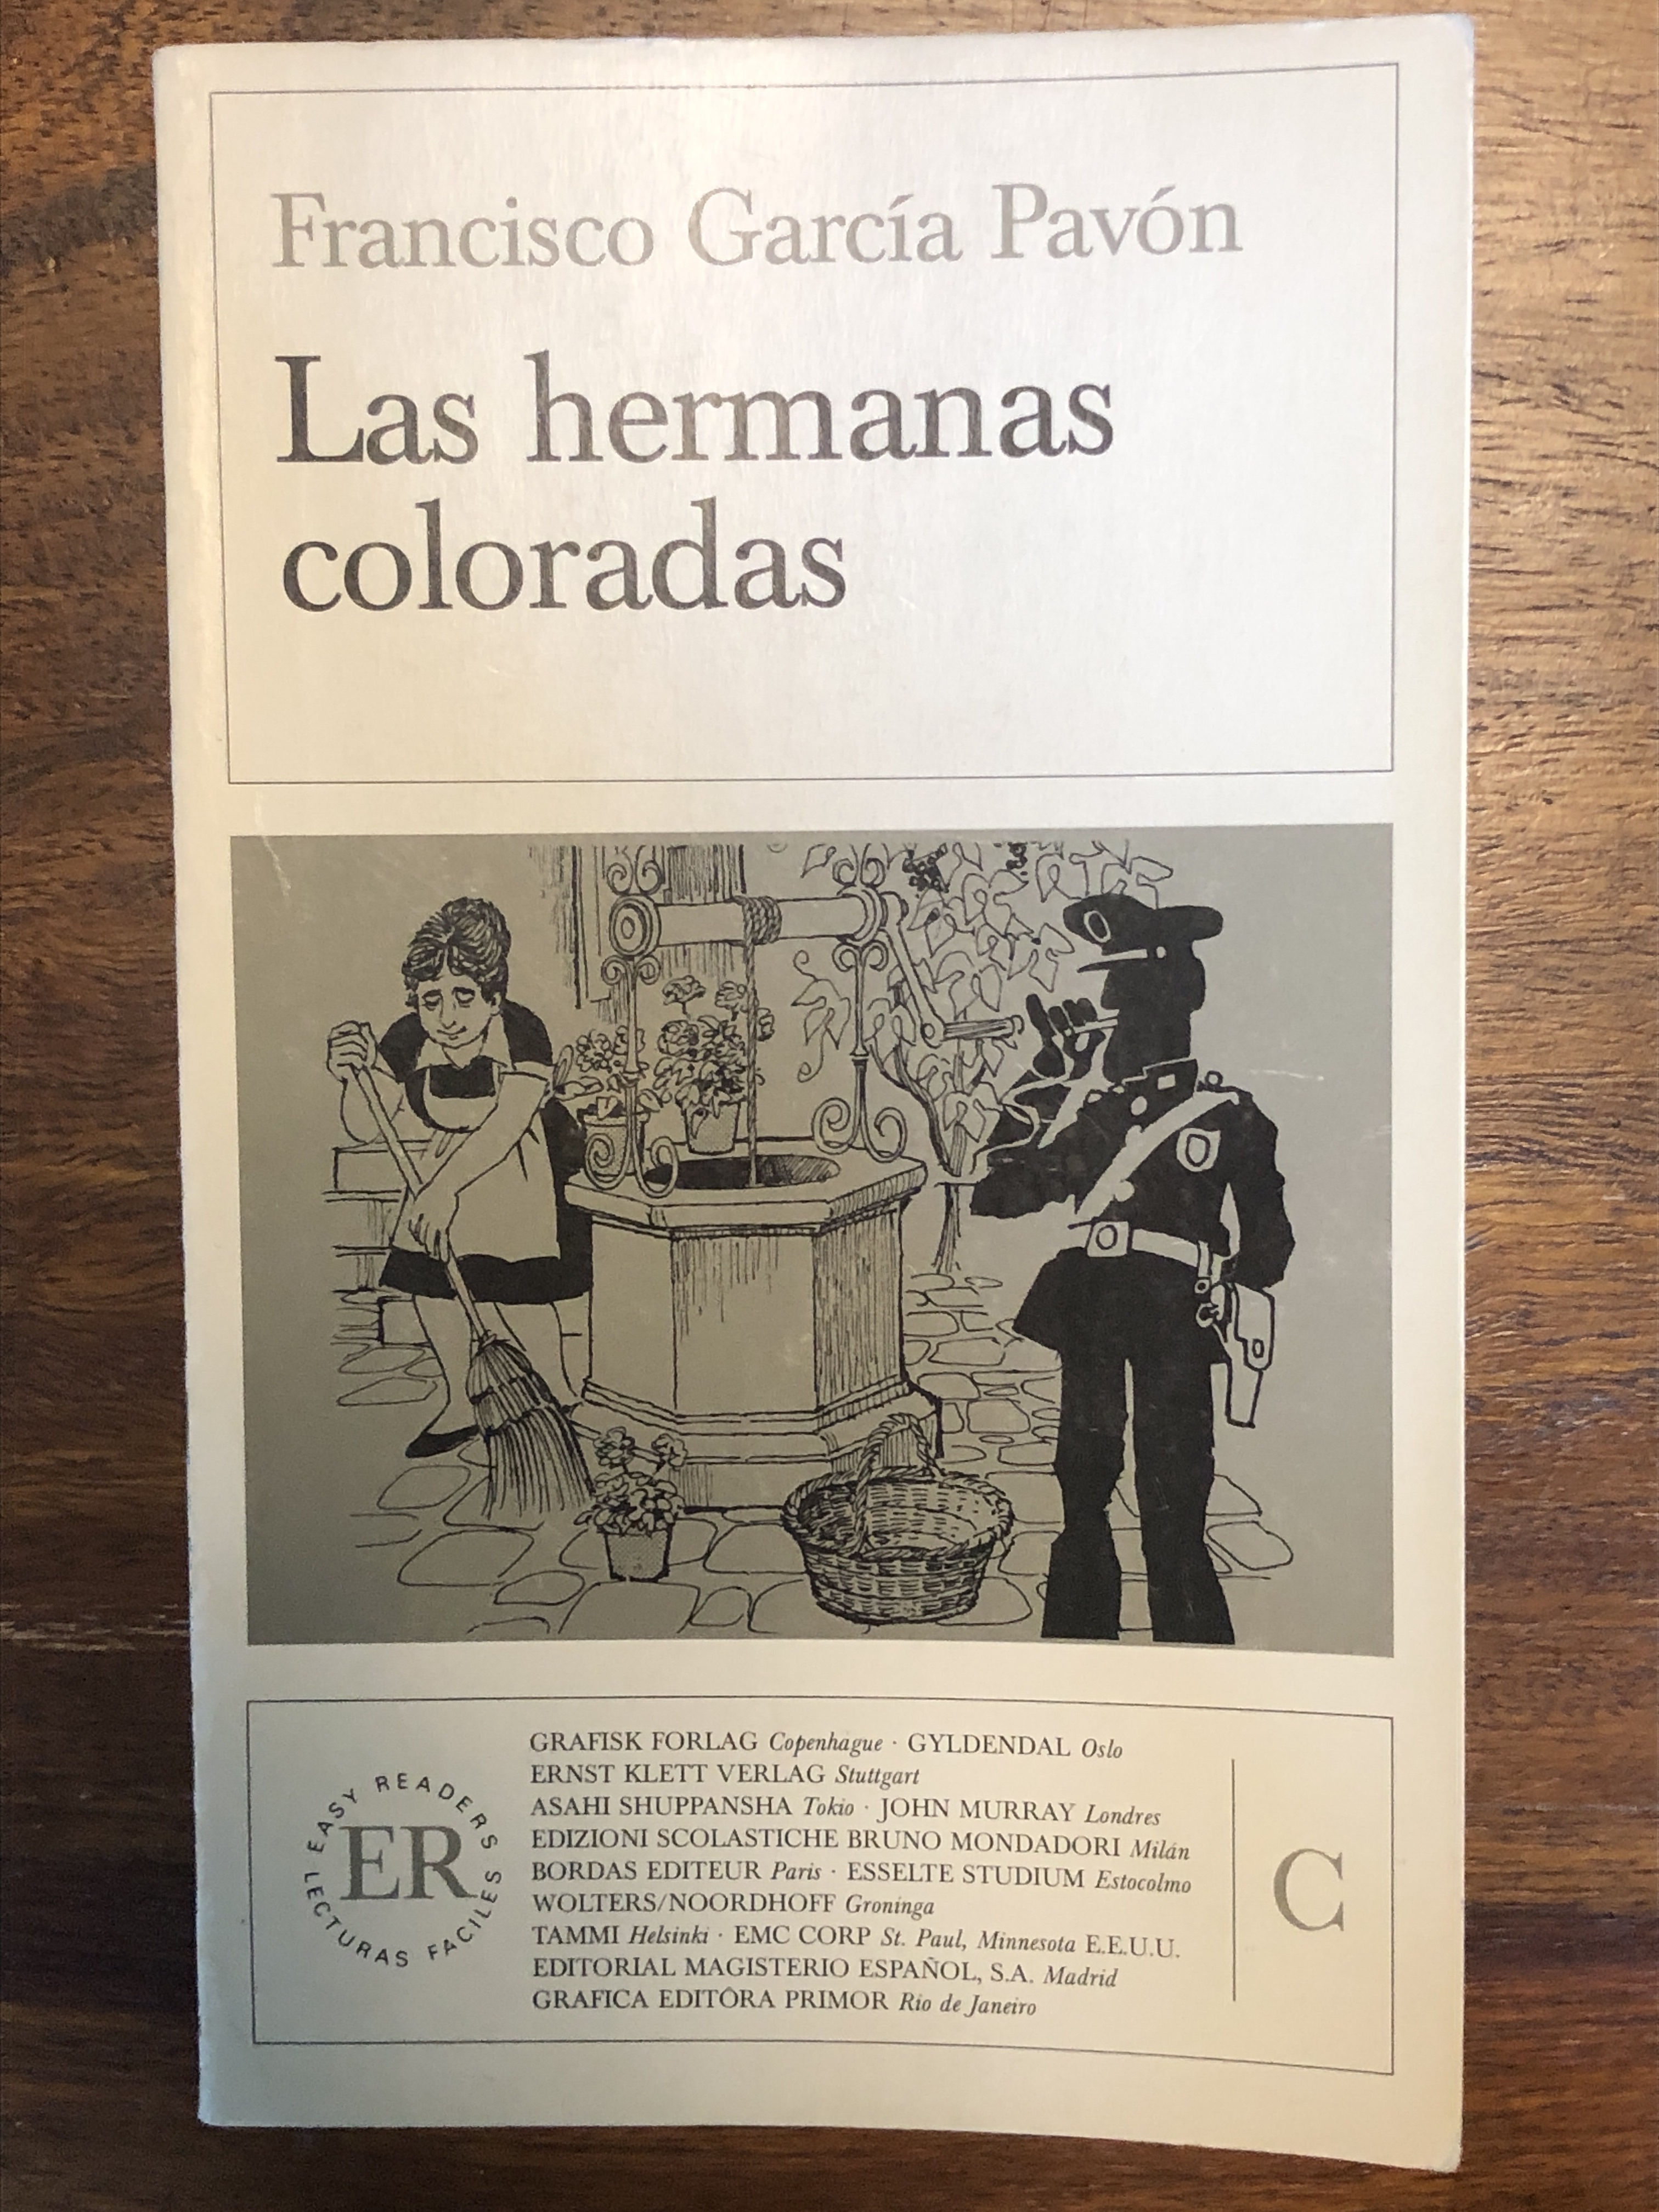 Francisco García Pavón
Las hermanas
coloradas
EASY READERS
ER
LECTURAS FACILES
GRAFISK FORLAG Copenhague · GYLDENDAL Oslo
ERNST KLETT VERLAG Stuttgart
ASAHI SHUPPANSHA Tokio · JOHN MURRAY Londres
EDIZIONI SCOLASTICHE BRUNO MONDADORI Milán
BORDAS EDITEUR Paris · ESSELTE STUDIUM Estocolmo
WOLTERS/NOORDHOFF Groninga
TAMMI Helsinki · EMC CORP St. Paul, Minnesota E.E.U.U.
EDITORIAL MAGISTERIO ESPAÑOL, S.A. Madrid
GRAFICA EDITÔRA PRIMOR Rio de Janeiro
C